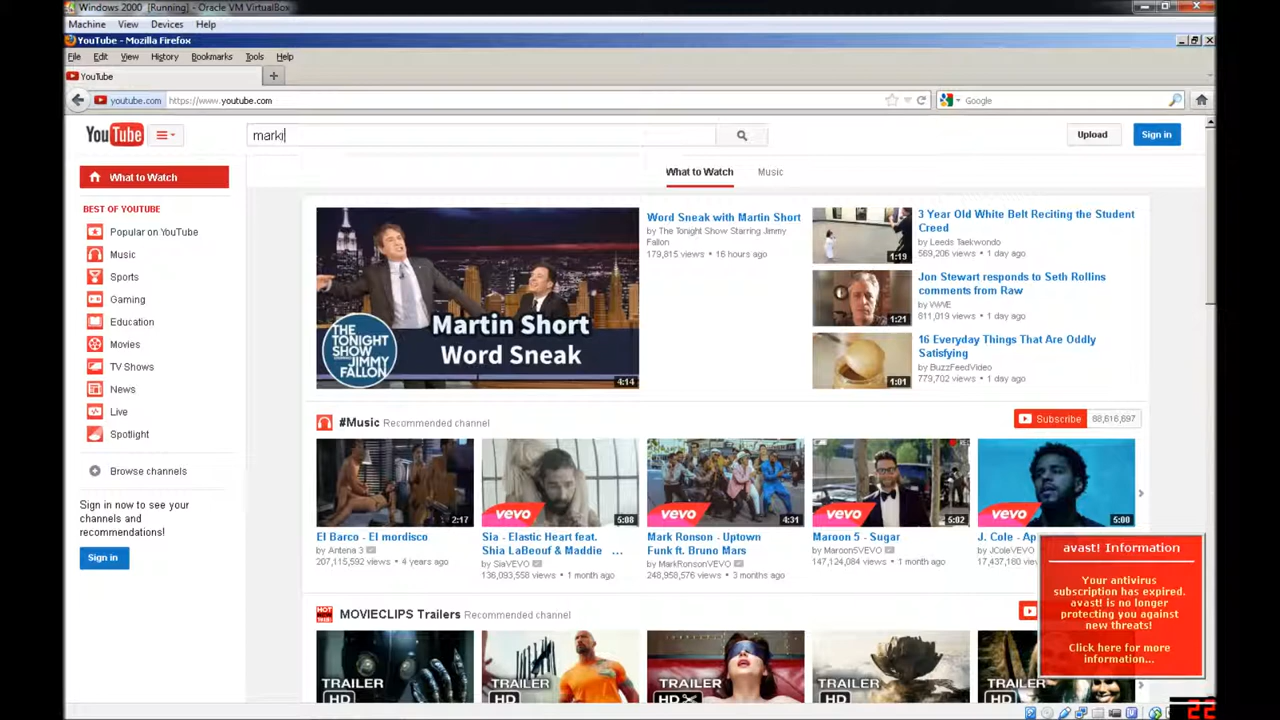 Windows 2000 [Running] - Oracle VM VirtualBox
Machine View Devices Help
YouTube - Mozilla Firefox
File Edit View History Bookmarks Tools Help
YouTube
youtube.com https://www.youtube.com
Google
YouTube
marki
Upload
Sign in
What to Watch
What to Watch Music
BEST OF YOUTUBE
Popular on YouTube
Music
Sports
Gaming
Education
Movies
TV Shows
News
Live
Spotlight
Browse channels
Sign in now to see your
channels and
recommendations!
Sign in
THE
TONIGHT
SHOW
JIMMY
FALLON
Martin Short
Word Sneak
4:14
Word Sneak with Martin Short
by The Tonight Show Starring Jimmy
Fallon
179,815 views • 16 hours ago
1:19
3 Year Old White Belt Reciting the Student
Creed
by Leeds Taekwondo
569,206 views • 1 day ago
1:21
Jon Stewart responds to Seth Rollins
comments from Raw
by WWE
811,019 views • 1 day ago
1:01
16 Everyday Things That Are Oddly
Satisfying
by BuzzFeedVideo
779,702 views • 1 day ago
#Music Recommended channel
Subscribe 88,616,697
2:17
El Barco - El mordisco
by Antena 3
207,115,592 views • 4 years ago
vevo
5:08
Sia - Elastic Heart feat.
Shia LaBeouf & Maddie ...
by SiaVEVO
136,093,558 views • 1 month ago
vevo
4:31
Mark Ronson - Uptown
Funk ft. Bruno Mars
by MarkRonsonVEVO
248,958,576 views • 3 months ago
vevo
5:02
Maroon 5 - Sugar
by Maroon5VEVO
147,124,084 views • 1 month ago
vevo
5:00
J. Cole - Ap
by JColeVEVO
17,437,180
MOVIECLIPS Trailers Recommended channel
TRAILER
HD
TRAILER
HD
TRAILER
HD
TRAILER
HD
TRAILER
HD
avast! Information
Your antivirus
subscription has expired.
avast! is no longer
protecting you against
new threats!
Click here for more
information...
22